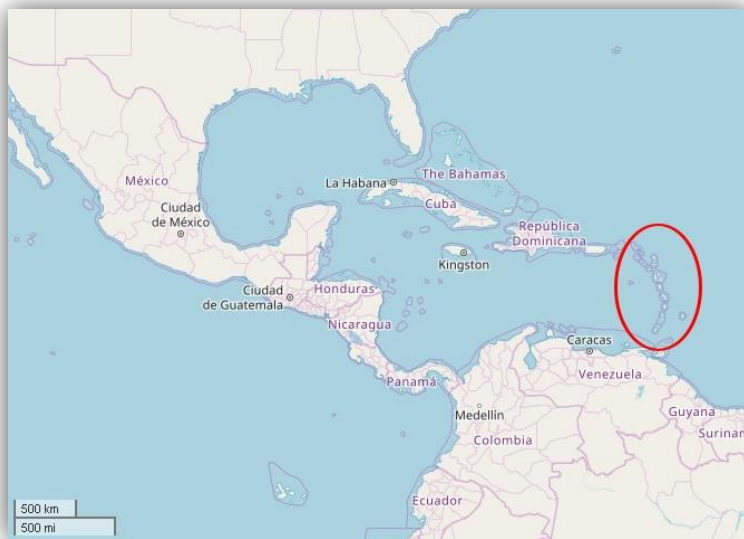 México
Ciudad
de México
La Habana
The Bahamas
Cuba
República
Dominicana
Kingston
Ciudad
de Guatemala
Honduras
Nicaragua
Caracas
Panamá
Venezuela
Medellín
Guyana
Surinam
Colombia
Ecuador
500 km
500 mi